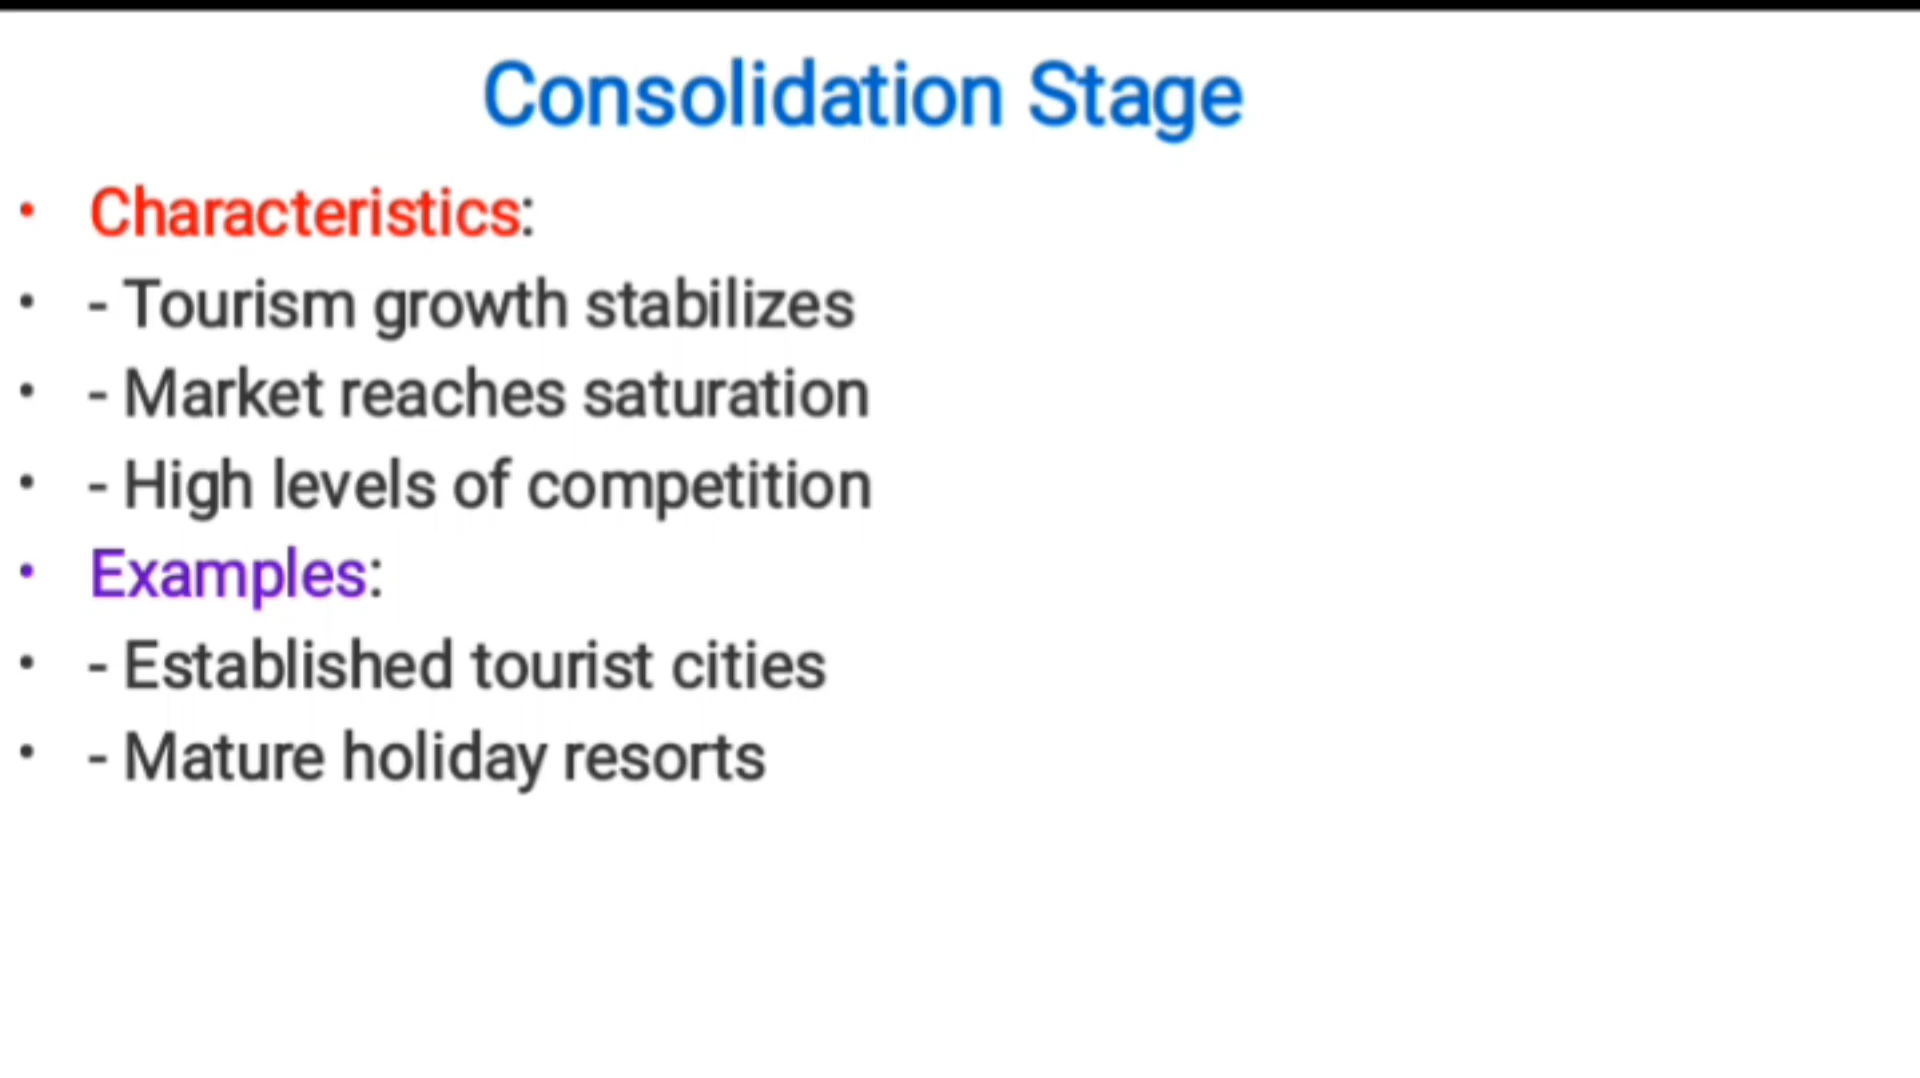 Consolidation Stage
• Characteristics:
• - Tourism growth stabilizes
• - Market reaches saturation
• - High levels of competition
• Examples:
• - Established tourist cities
• - Mature holiday resorts